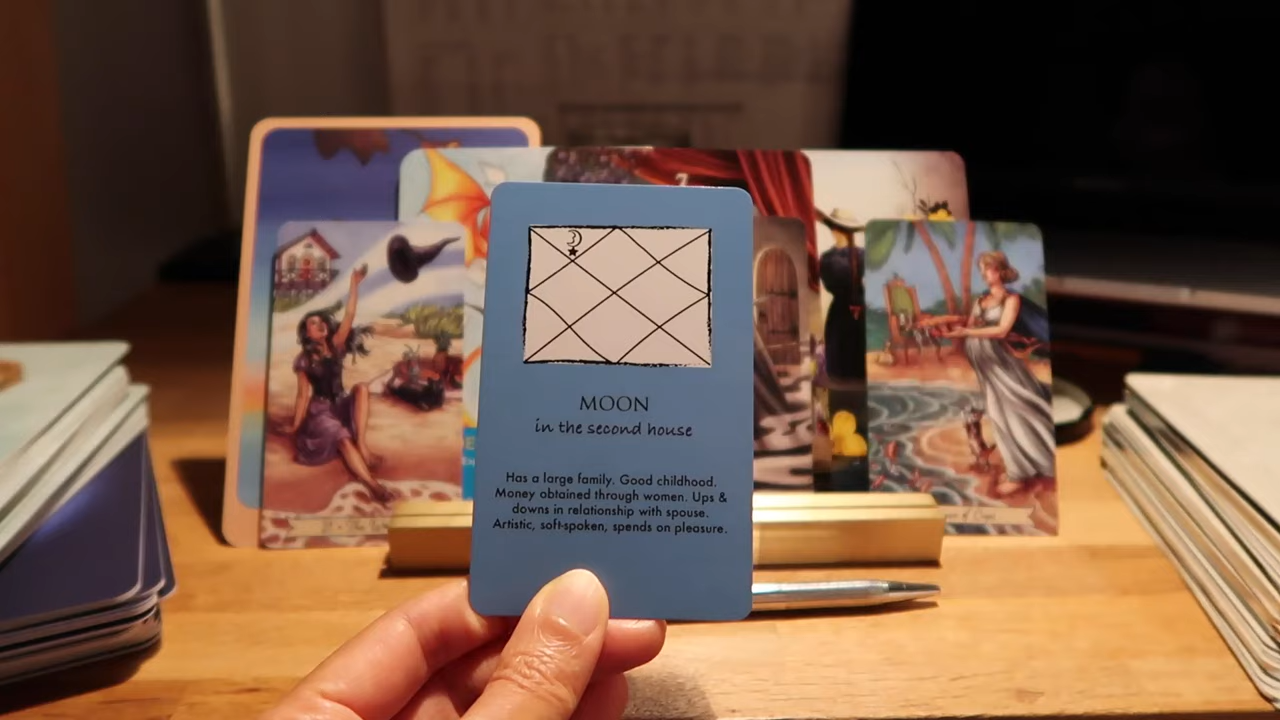 MOON
in the second house
Has a large family. Good childhood.
Money obtained through women. Ups &
downs in relationship with spouse.
Artistic, soft-spoken, spends on pleasure.